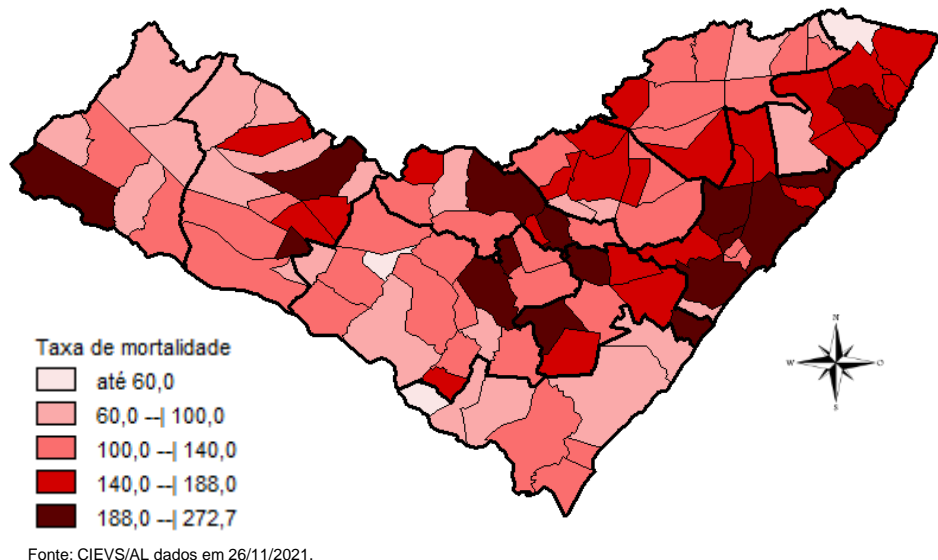 N
W
O
S
Taxa de mortalidade
até 60,0
60,0 --| 100,0
100,0 --| 140,0
140,0 --| 188,0
188,0 --| 272,7
Fonte: CIEVS/AL dados em 26/11/2021.